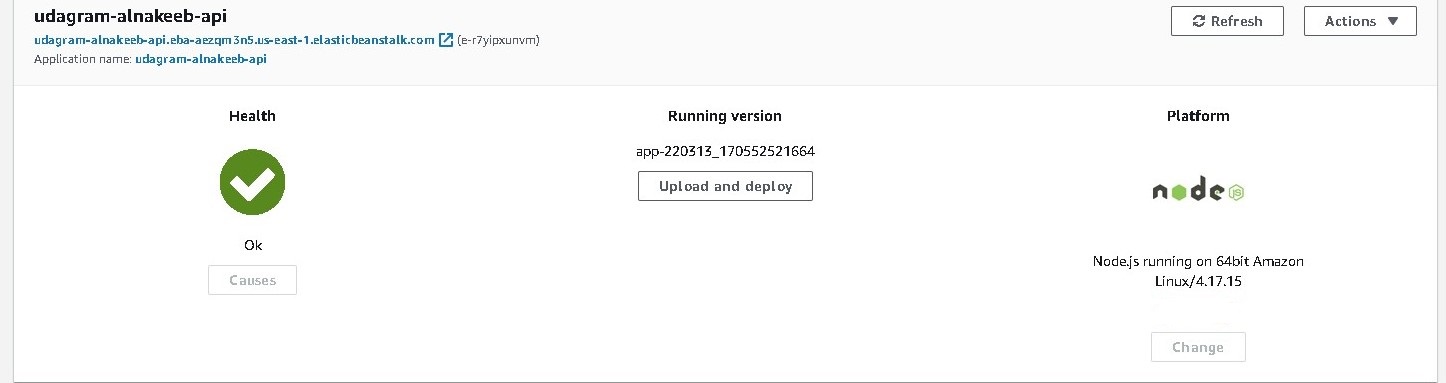 udagram-alnakeeb-api
Refresh
Actions
udagram-alnakeeb-api.eba-aezqm3n5.us-east-1.elasticbeanstalk.com (e-r7yipxunvm)
Application name: udagram-alnakeeb-api
Health
Running version
Platform
app-220313_170552521664
Upload and deploy
node JS
Ok
Causes
Node.js running on 64bit Amazon
Linux/4.17.15
Change